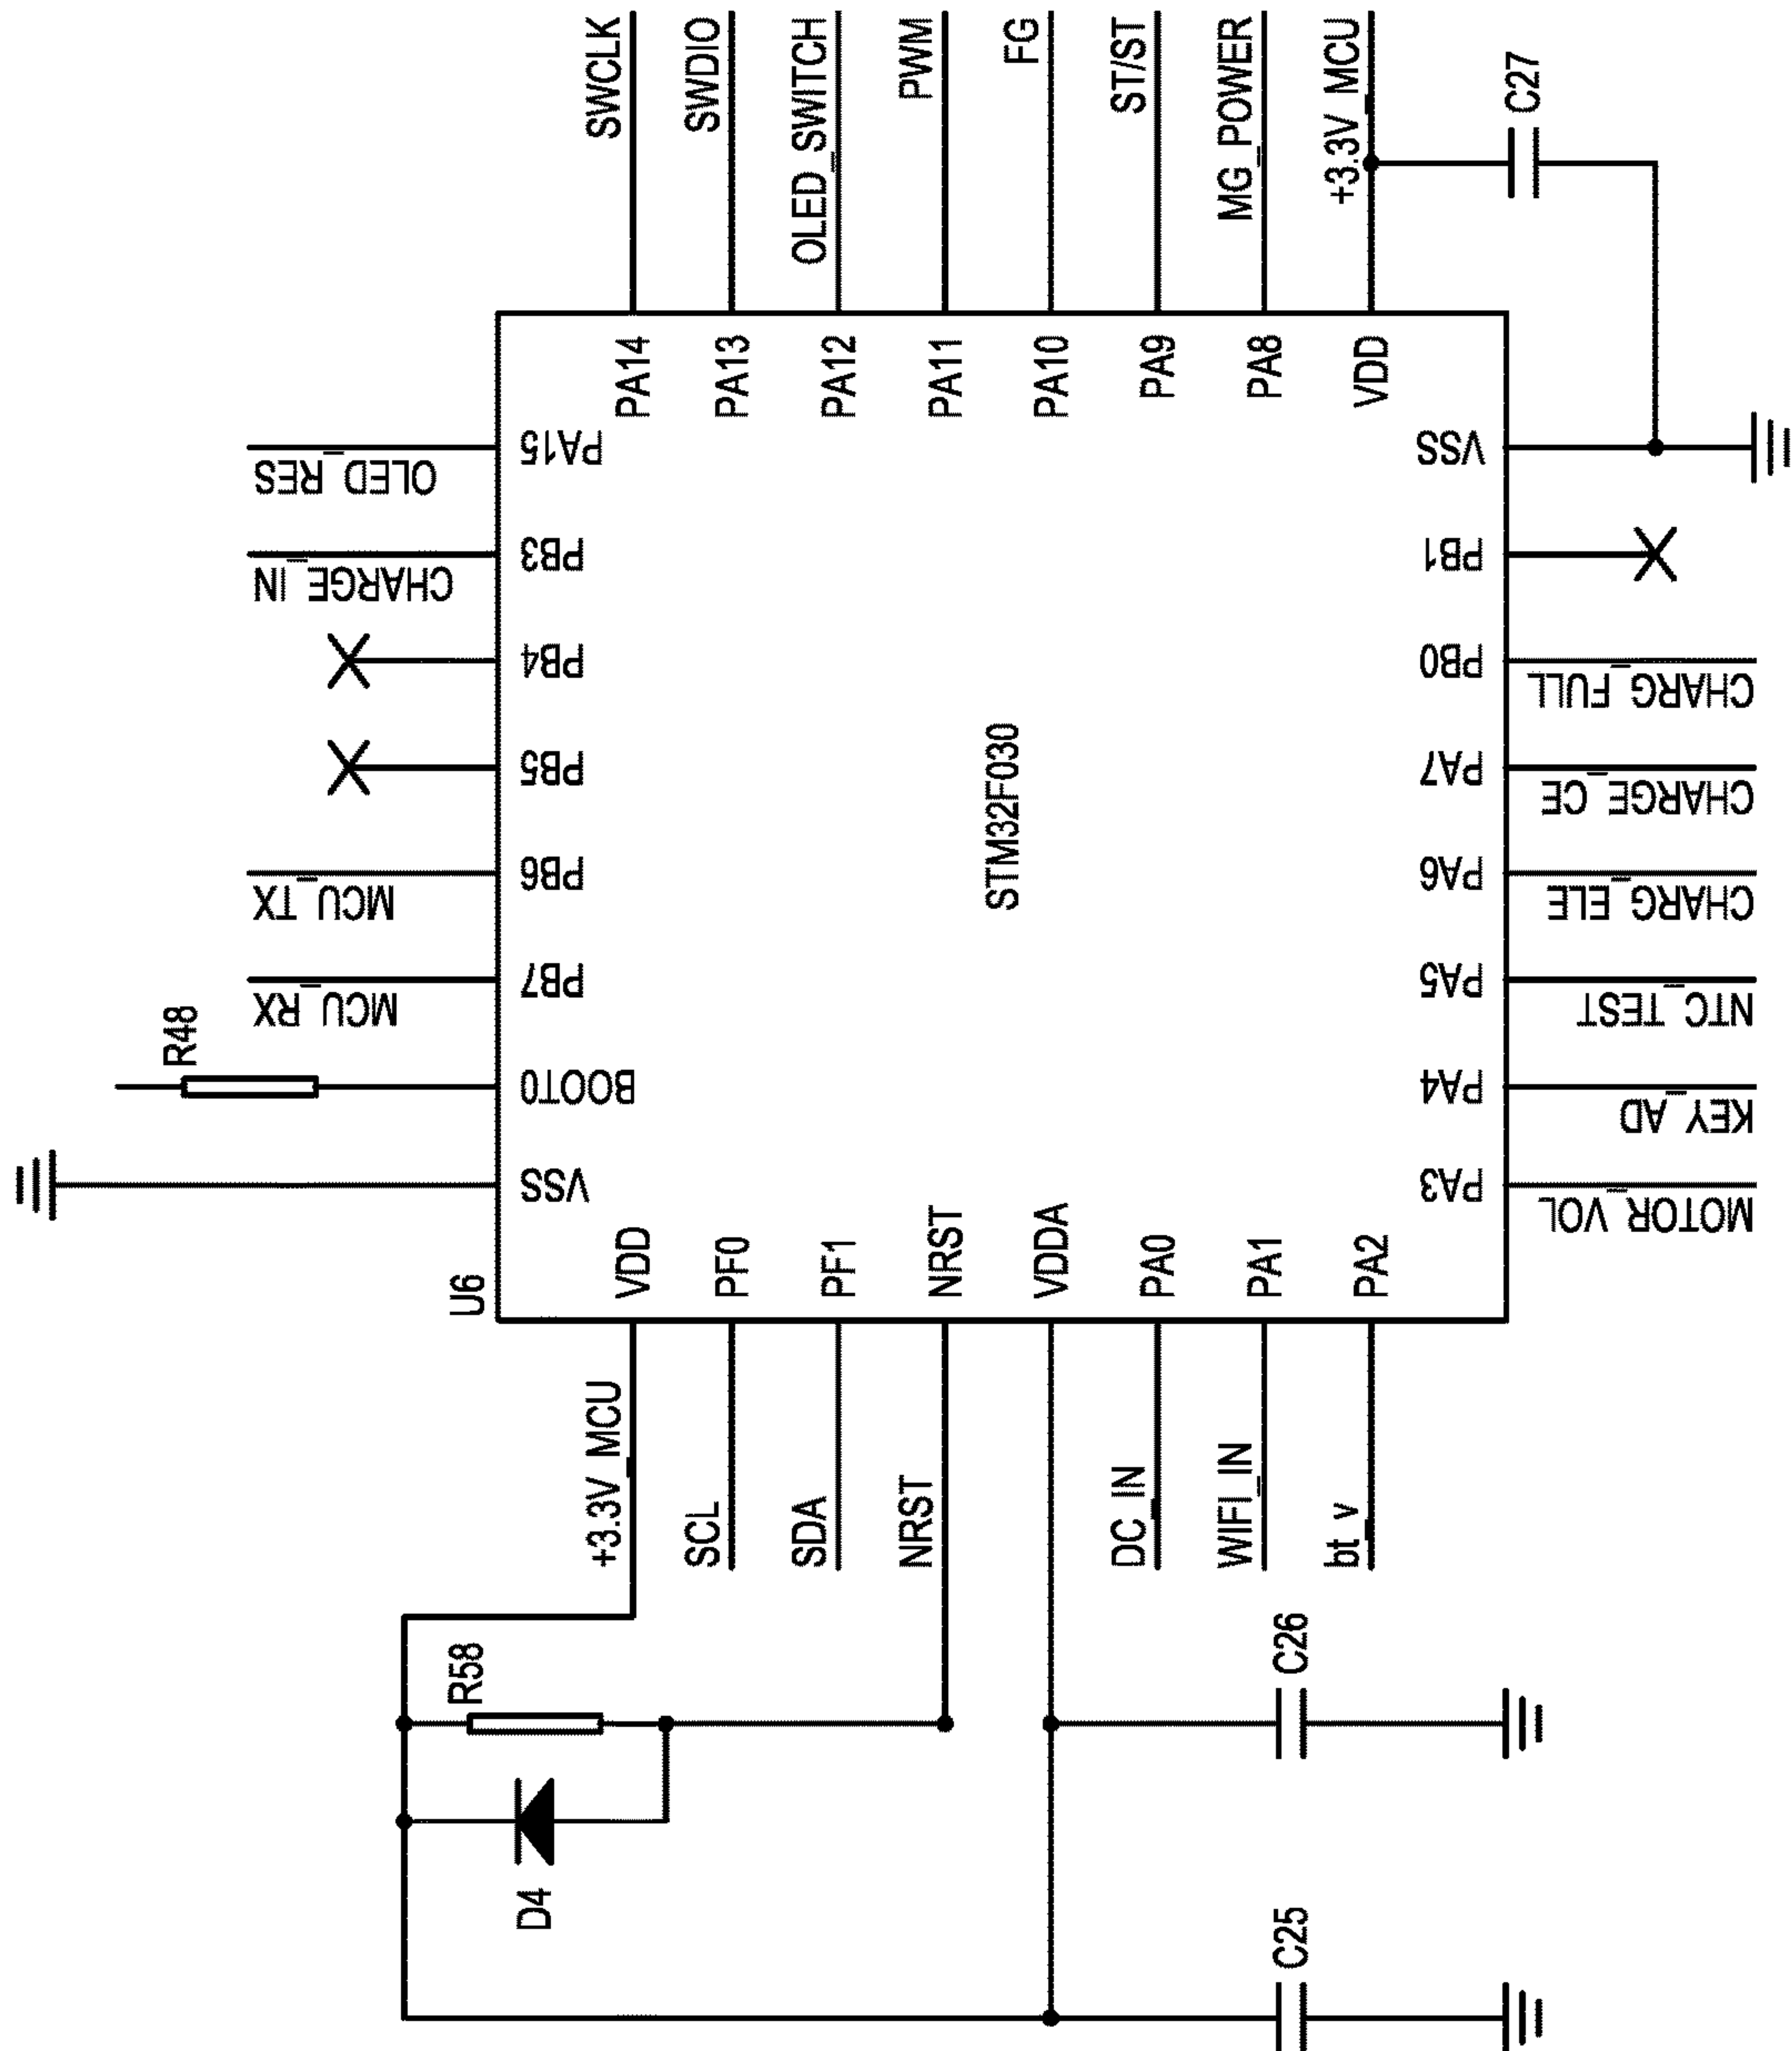 SWCLK
SWDIO
OLED_SWITCH
PWM
FG
ST/ST
MG_POWER
+3.3V_MCU
C27
PA14
PA13
PA12
PA11
PA10
PA9
PA8
VDD
OLED_RES
PA15
CHARGE_IN
PB3
PB4
PB5
MCU_TX
PB6
MCU_RX
PB7
R48
BOOT0
VSS
STM32F030
VSS
PB1
PB0
CHARG_FULL
PA7
CHARGE_CE
PA6
CHARG_ELE
PA5
NTC_TEST
PA4
KEY_AD
PA3
MOTOR_VOL
U6
VDD
PF0
PF1
NRST
VDDA
PA0
PA1
PA2
+3.3V_MCU
SCL
SDA
NRST
DC_IN
WIFI_IN
bt_v
R58
D4
C26
C25